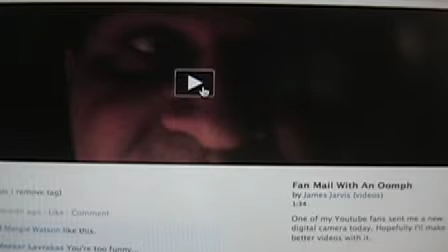 Fan Mail With An Oomph
by James Jarvis (videos)
1:34
remove tag)
ago · Like · Comment
Margie Watson like this.
You're too funny...
One of my Youtube fans sent me a new
digital camera today. Hopefully I'll make
better videos with it.